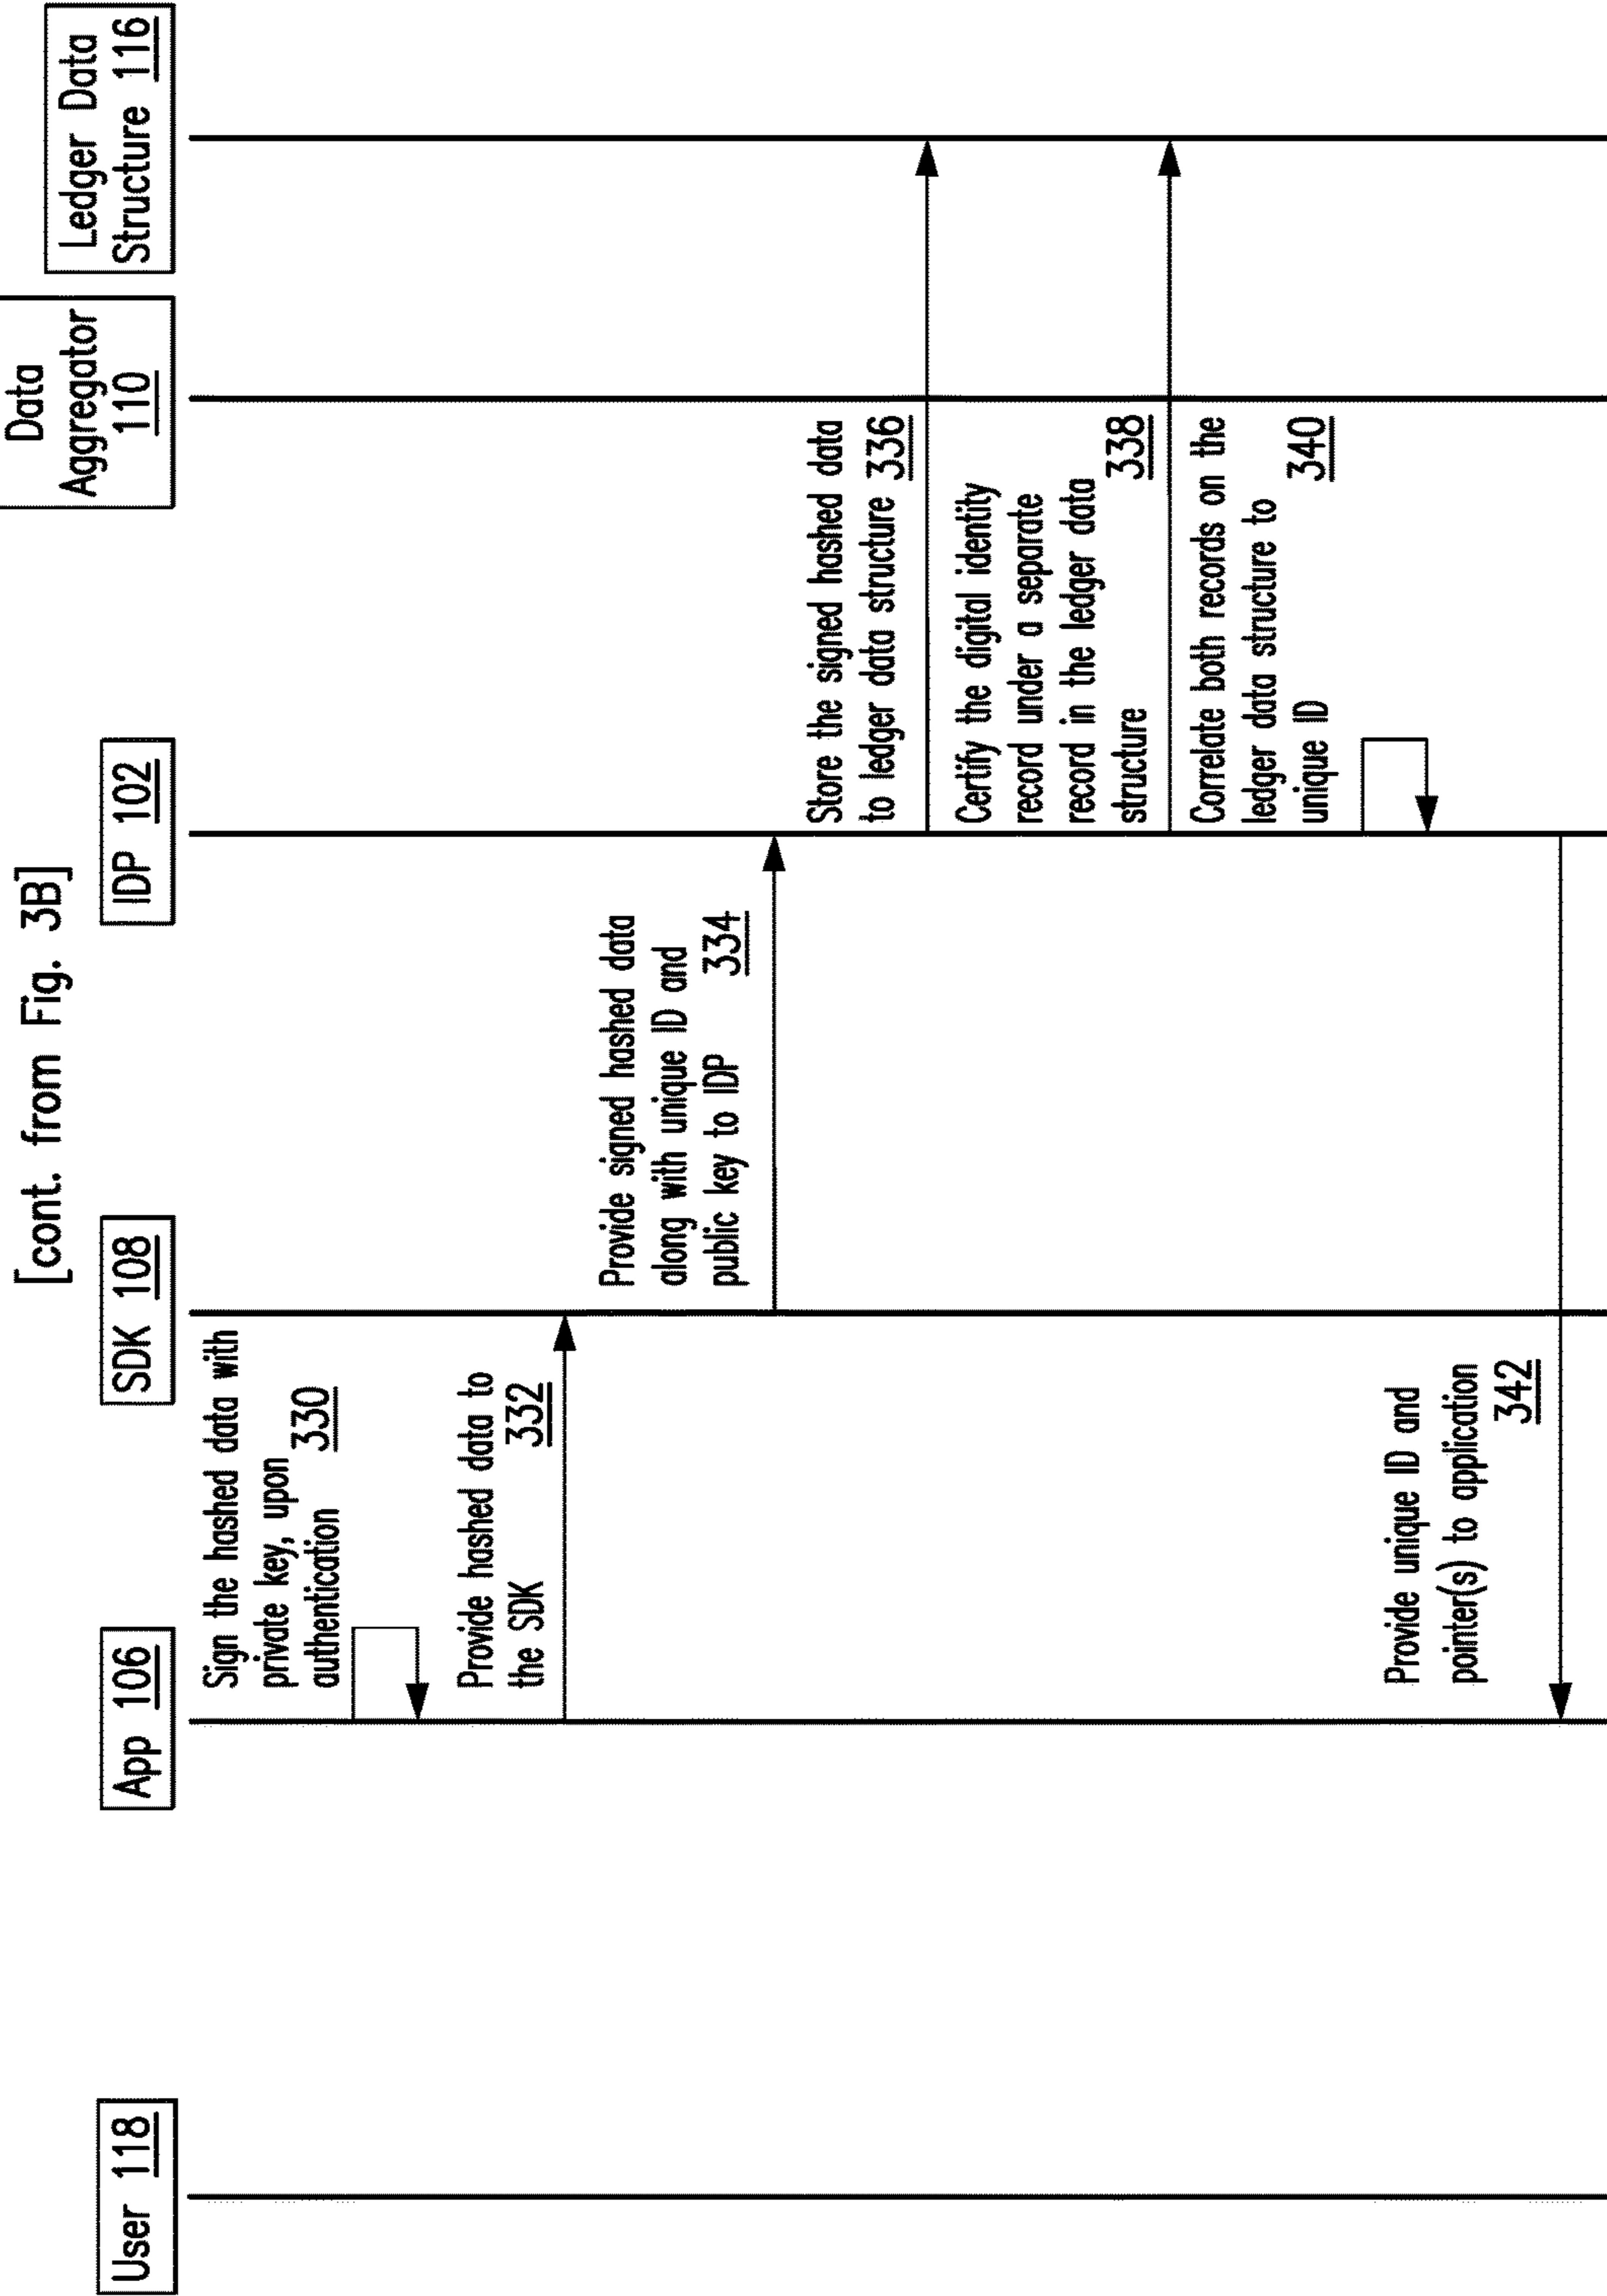 [cont. from Fig. 3B]
User 118
App 106
SDK 108
IDP 102
Data
Aggregator
110
Ledger Data
Structure 116
Sign the hashed data with
private key, upon
authentication 330
Provide hashed data to
the SDK 332
Provide signed hashed data
along with unique ID and
public key to IDP 334
Store the signed hashed data
to ledger data structure 336
Certify the digital identity
record under a separate
record in the ledger data
structure 338
Correlate both records on the
ledger data structure to
unique ID 340
Provide unique ID and
pointer(s) to application
342